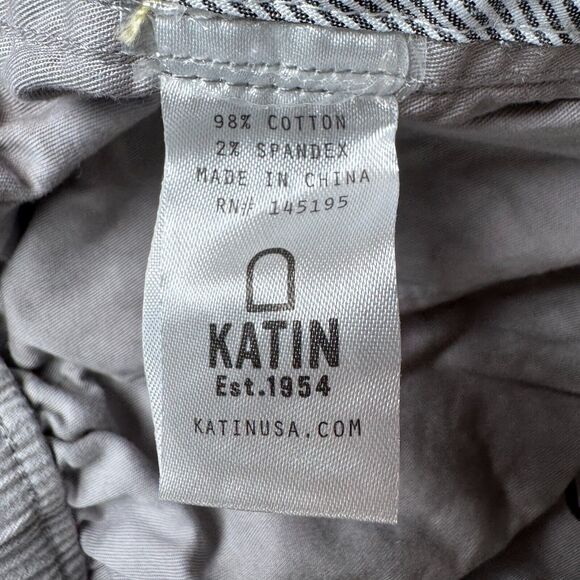 98% COTTON
2% SPANDEX
MADE IN CHINA
RN# 145195
KATIN
Est.1954
KATINUSA.COM